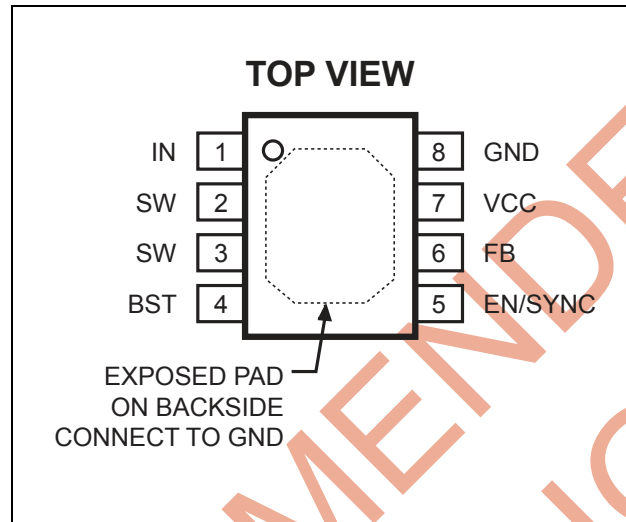 TOP VIEW
IN 1 8 GND
SW 2 7 VCC
SW 3 6 FB
BST 4 5 EN/SYNC
EXPOSED PAD
ON BACKSIDE
CONNECT TO GND
MENDE